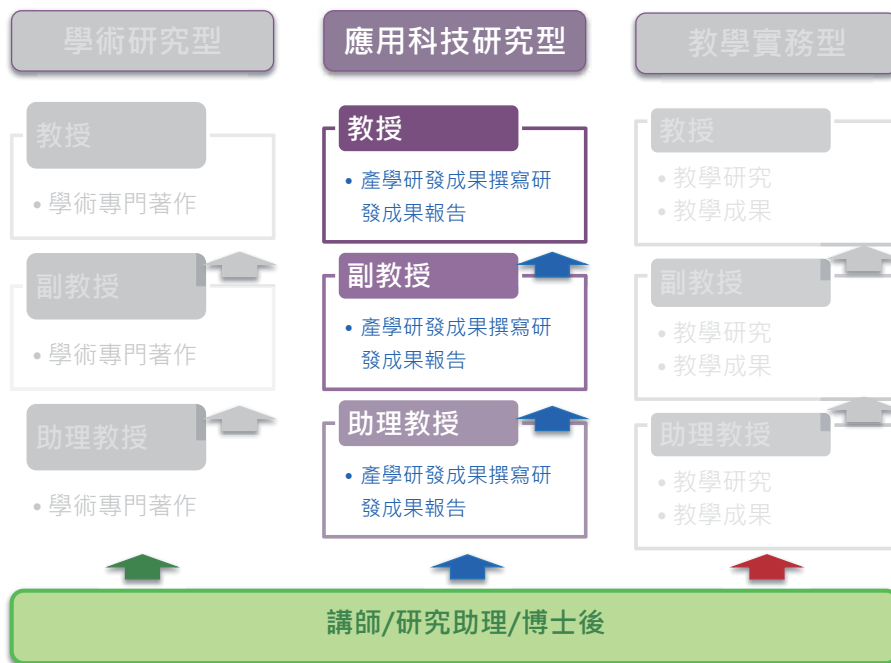 學術研究型
應用科技研究型
教學實務型
教授
• 學術專門著作
副教授
• 學術專門著作
助理教授
• 學術專門著作
教授
• 產學研發成果撰寫研
發成果報告
副教授
• 產學研發成果撰寫研
發成果報告
助理教授
• 產學研發成果撰寫研
發成果報告
教授
• 教學研究
• 教學成果
副教授
• 教學研究
• 教學成果
助理教授
• 教學研究
• 教學成果
講師/研究助理/博士後